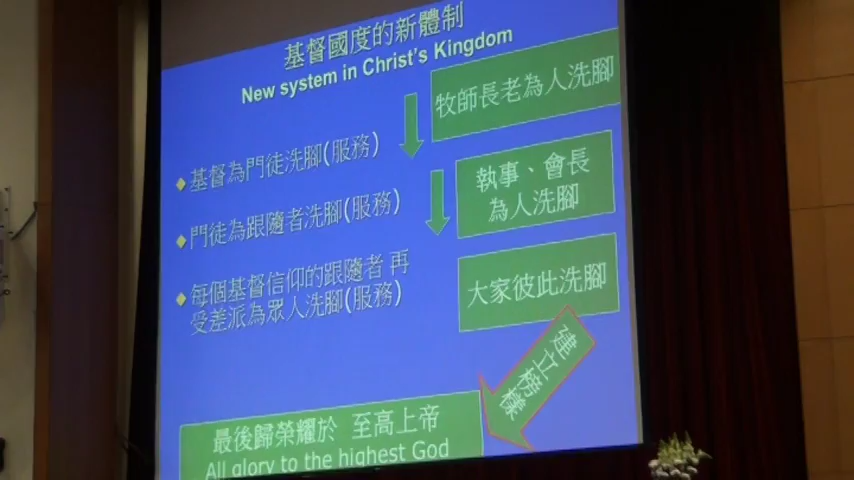 基督國度的新體制
New system in Christ's Kingdom
牧師長老為人洗腳
◆基督為門徒洗腳(服務)
執事、會長
為人洗腳
◆門徒為跟隨者洗腳(服務)
◆每個基督信仰的跟隨者 再
受差派為眾人洗腳(服務)
大家彼此洗腳
建立榜樣
最後歸榮耀於 至高上帝
All glory to the highest God